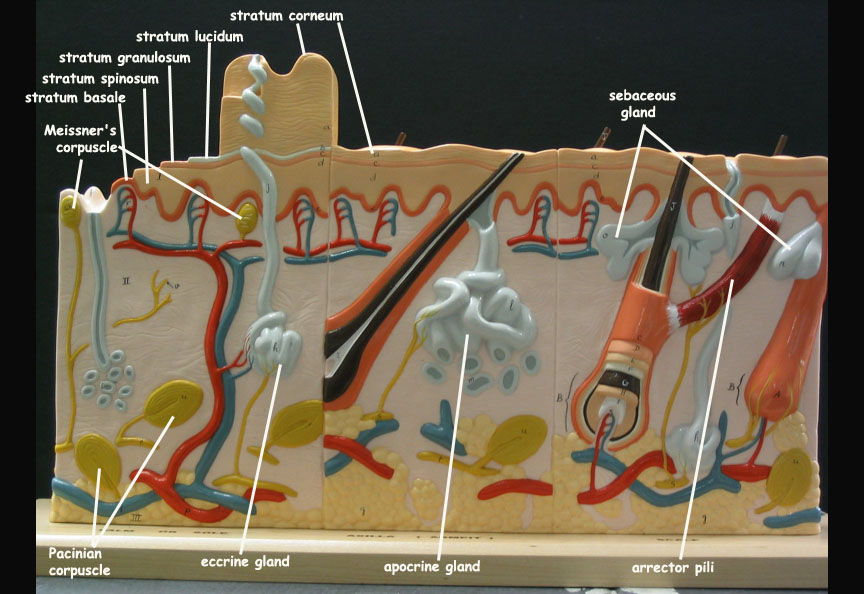 stratum corneum
stratum lucidum
stratum granulosum
stratum spinosum
stratum basale
Meissner's
corpuscle
sebaceous
gland
Pacinian
corpuscle
eccrine gland
apocrine gland
arrector pili